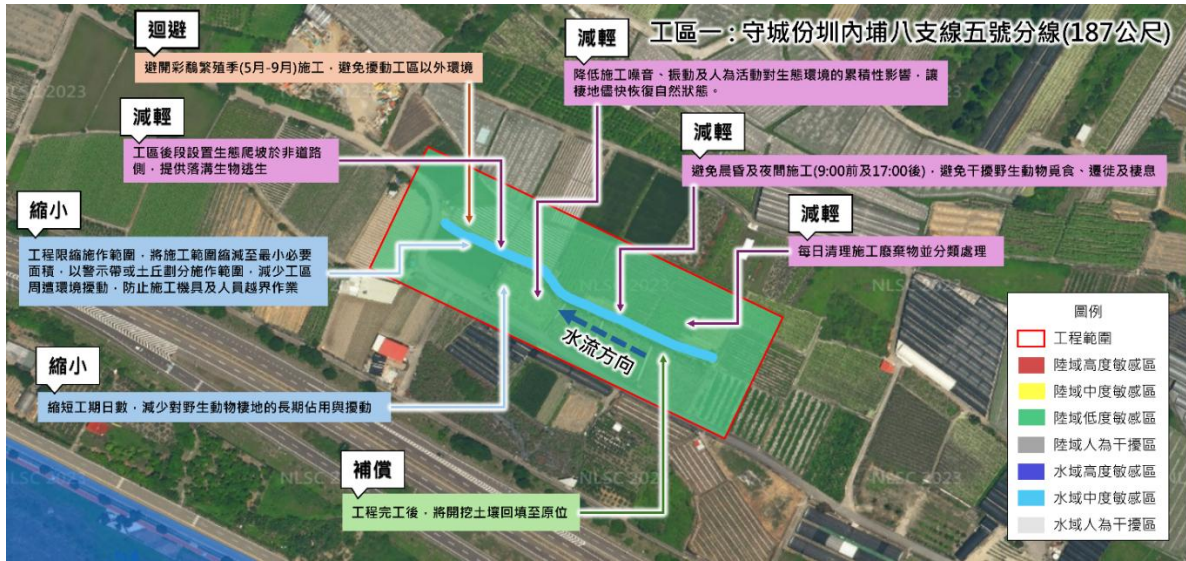 工區一：守城份圳內埔八支線五號分線(187公尺)
迴避
避開彩鷸繁殖季(5月-9月)施工，避免擾動工區以外環境
減輕
降低施工噪音、振動及人為活動對生態環境的累積性影響，讓
棲地儘快恢復自然狀態。
減輕
工區後段設置生態爬坡於非道路
側，提供落溝生物逃生
減輕
避免晨昏及夜間施工(9:00前及17:00後)，避免干擾野生動物覓食、遷徙及棲息
縮小
工程限縮施作範圍，將施工範圍縮減至最小必要
面積，以警示帶或土丘劃分施作範圍，減少工區
周遭環境擾動，防止施工機具及人員越界作業
減輕
每日清理施工廢棄物並分類處理
水流方向
縮小
縮短工期日數，減少對野生動物棲地的長期佔用與擾動
補償
工程完工後，將開挖土壤回填至原位
圖例
工程範圍
陸域高度敏感區
陸域中度敏感區
陸域低度敏感區
陸域人為干擾區
水域高度敏感區
水域中度敏感區
水域人為干擾區
NLSC 2023
NLSC 2023
NLSC 2023
NLSC 2023